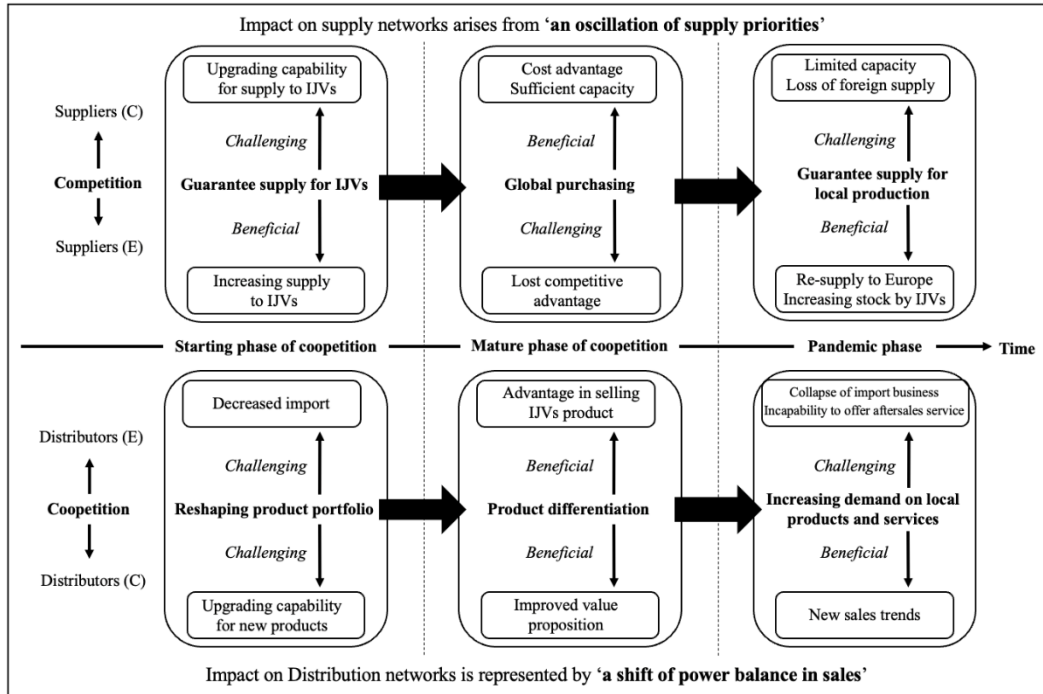 Impact on supply networks arises from ‘an oscillation of supply priorities’
Suppliers (C)
Competition
Suppliers (E)
Upgrading capability
for supply to IJVs
Challenging
Guarantee supply for IJVs
Beneficial
Increasing supply
to IJVs
Cost advantage
Sufficient capacity
Beneficial
Global purchasing
Challenging
Lost competitive
advantage
Limited capacity
Loss of foreign supply
Challenging
Guarantee supply for
local production
Beneficial
Re-supply to Europe
Increasing stock by IJVs
Starting phase of coopetition
Mature phase of coopetition
Pandemic phase
Time
Distributors (E)
Coopetition
Distributors (C)
Decreased import
Challenging
Reshaping product portfolio
Challenging
Upgrading capability
for new products
Advantage in selling
IJVs product
Beneficial
Product differentiation
Beneficial
Improved value
proposition
Collapse of import business
Incapability to offer aftersales service
Challenging
Increasing demand on local
products and services
Beneficial
New sales trends
Impact on Distribution networks is represented by ‘a shift of power balance in sales’